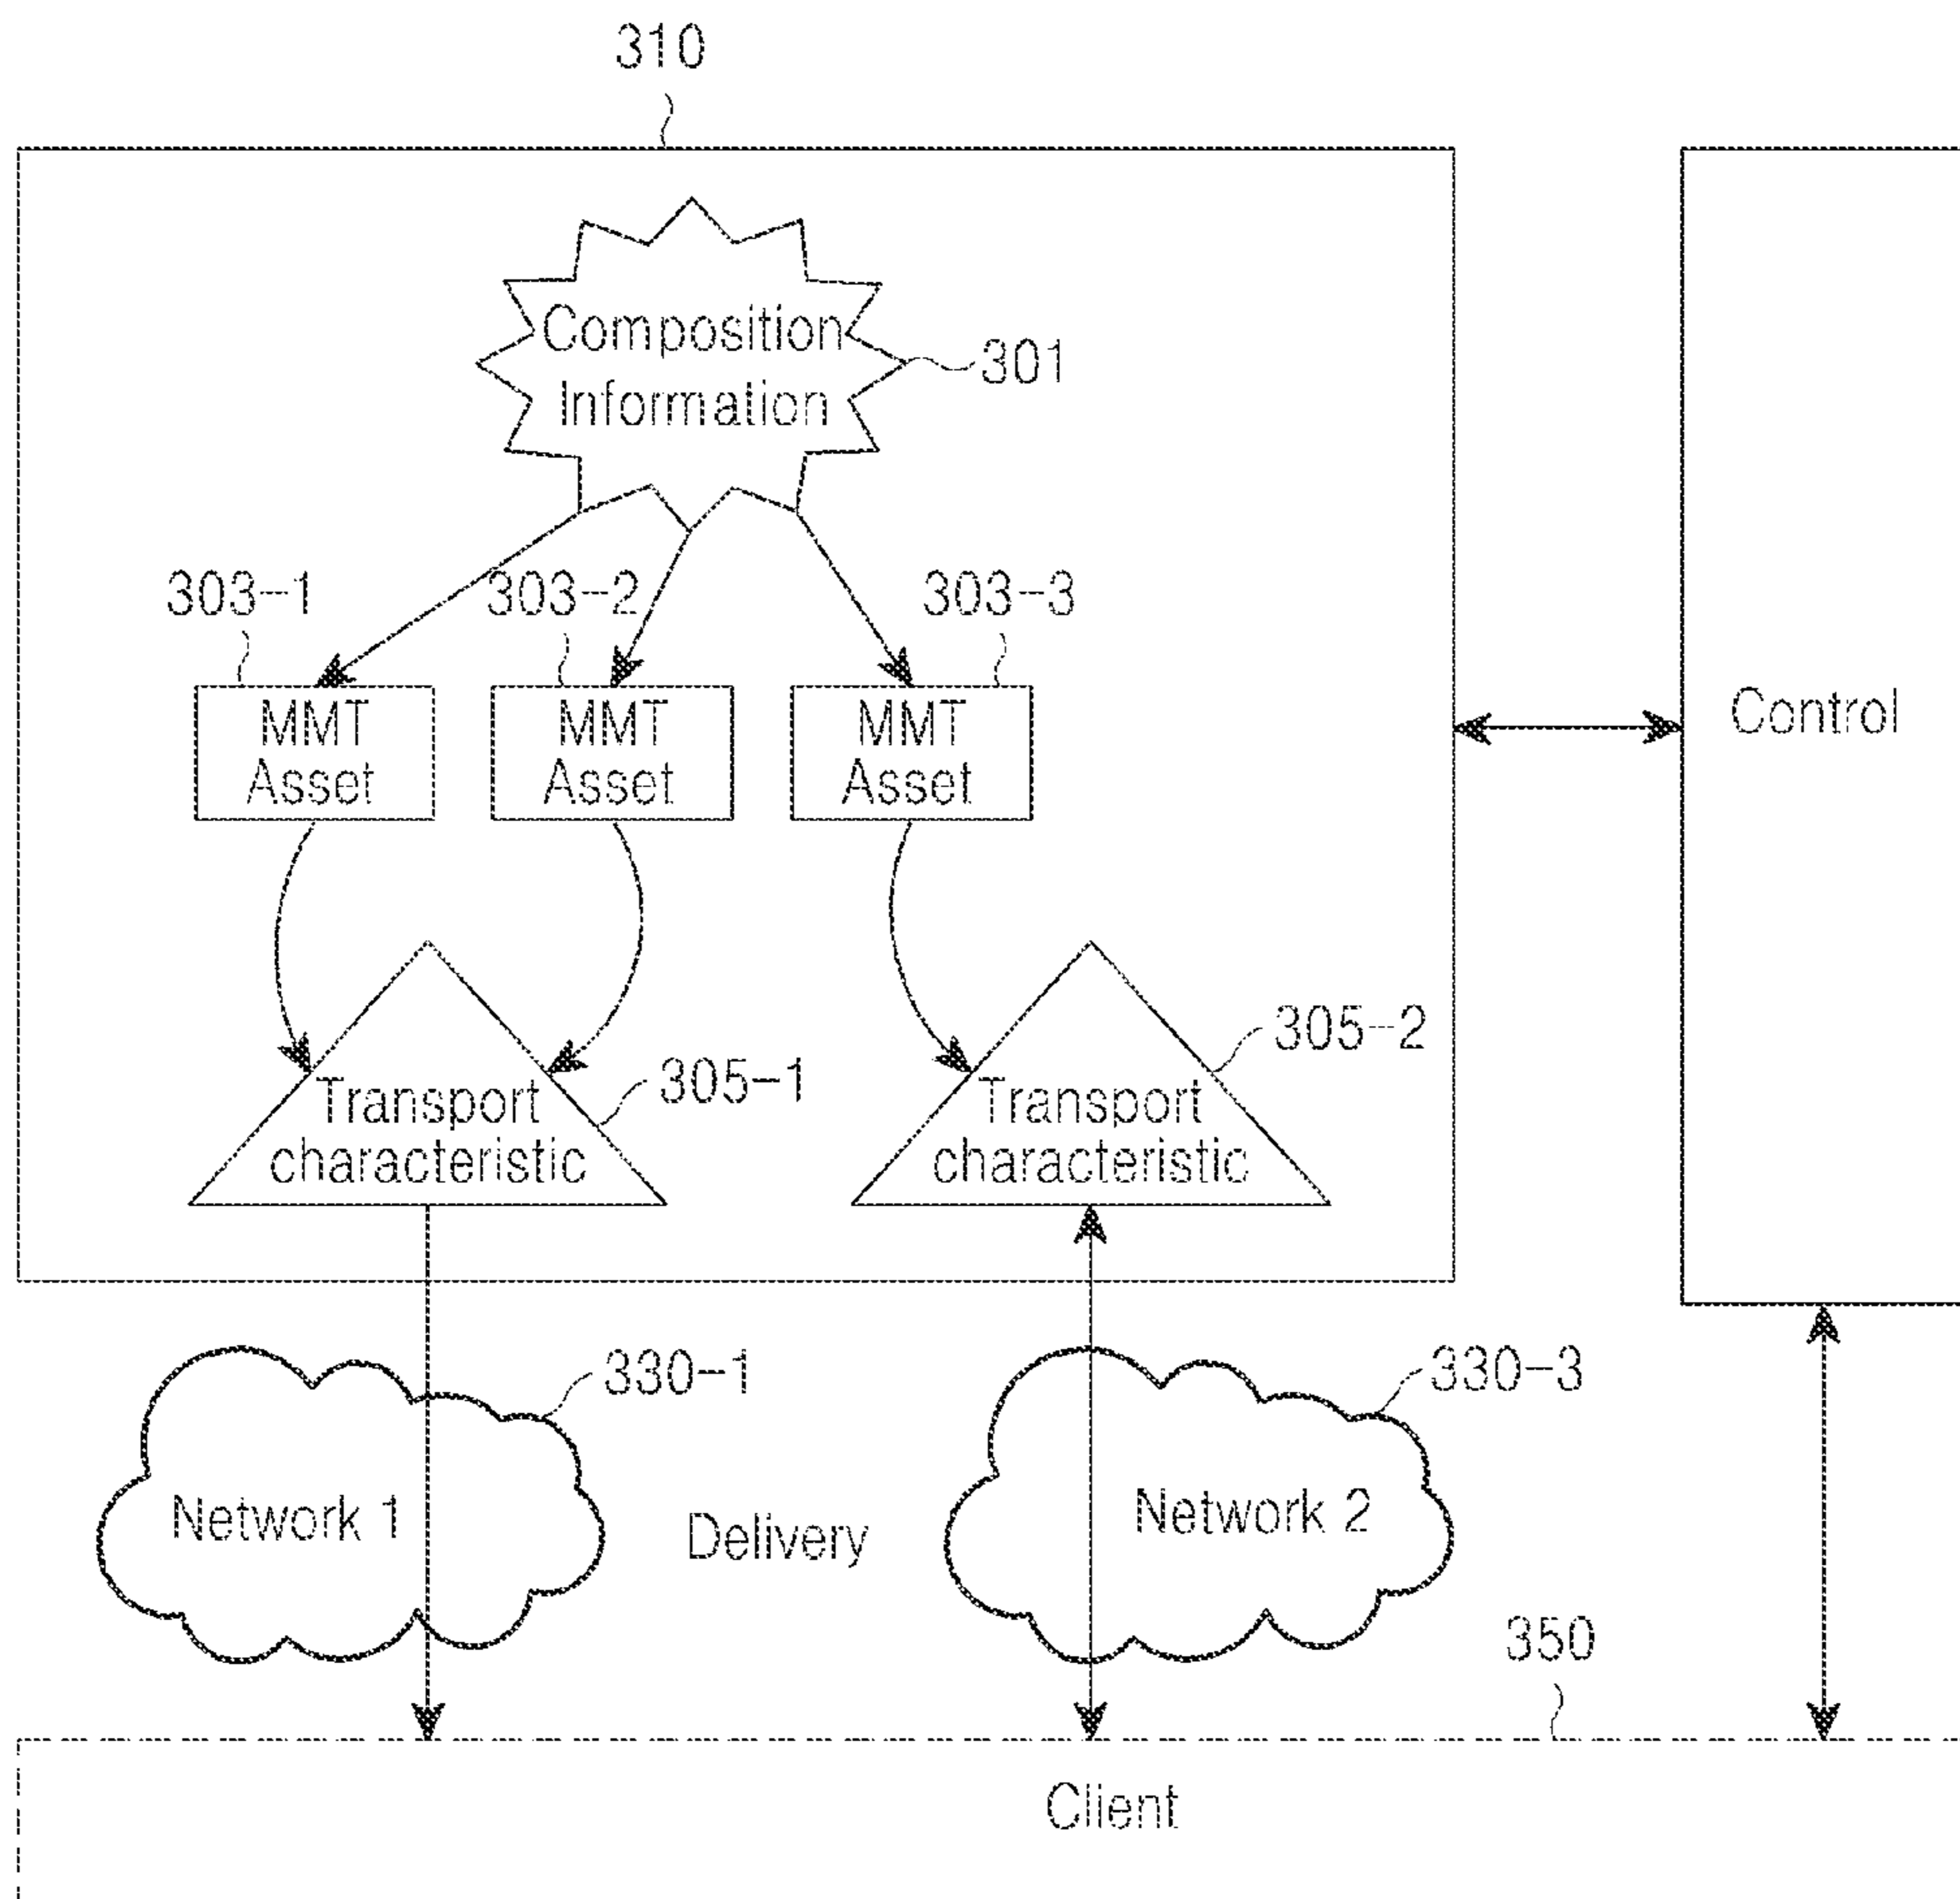 310
Composition
Information
301
303-1
303-2
303-3
MMT
Asset
MMT
Asset
MMT
Asset
Control
305-2
305-1
Transport
characteristic
Transport
characteristic
330-1
330-3
Network 1
Delivery
Network 2
350
Client